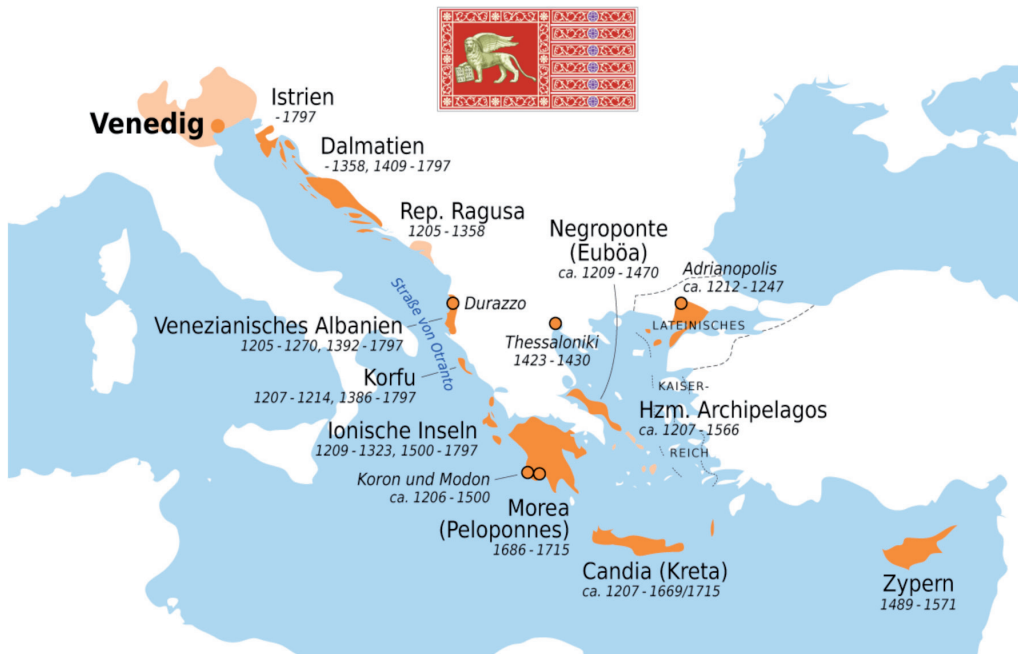 Istrien
- 1797
Venedig
Dalmatien
- 1358, 1409 - 1797
Rep. Ragusa
1205 - 1358
Negroponte
(Euböa)
ca. 1209 - 1470
Adrianopolis
ca. 1212 - 1247
Straße von Otranto
Durazzo
Venezianisches Albanien
1205 - 1270, 1392 - 1797
Thessaloniki
1423 - 1430
LATEINISCHES
KAISER-
REICH
Korfu
1207 - 1214, 1386 - 1797
Hzm. Archipelagos
ca. 1207 - 1566
Ionische Inseln
1209 - 1323, 1500 - 1797
Koron und Modon
ca. 1206 - 1500
Morea
(Peloponnes)
1686 - 1715
Candia (Kreta)
ca. 1207 - 1669/1715
Zypern
1489 - 1571